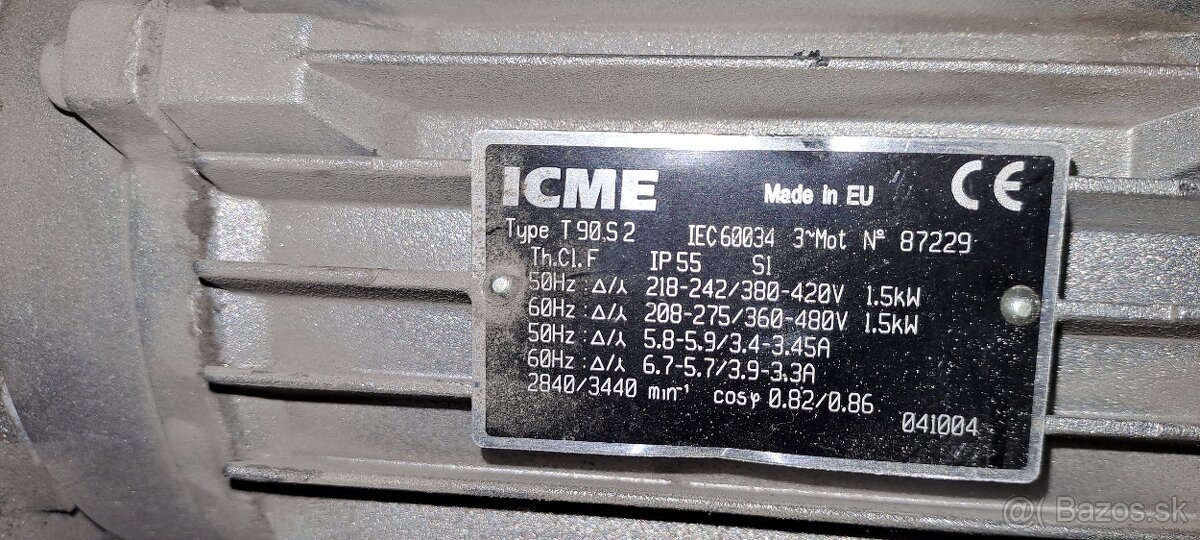 ICME
Made in EU CE
Type T 90.S 2 IEC60034 3~Mot Nº 87229
Th.Cl.F IP 55 S1
50Hz : Δ/⅄ 218-242/380-420V 1.5kW
60Hz : Δ/⅄ 208-275/360-480V 1.5kW
50Hz : Δ/⅄ 5.8-5.9/3.4-3.45A
60Hz : Δ/⅄ 6.7-5.7/3.9-3.3A
2840/3440 min⁻¹ cosφ 0.82/0.86
041004
@( Bazos.sk